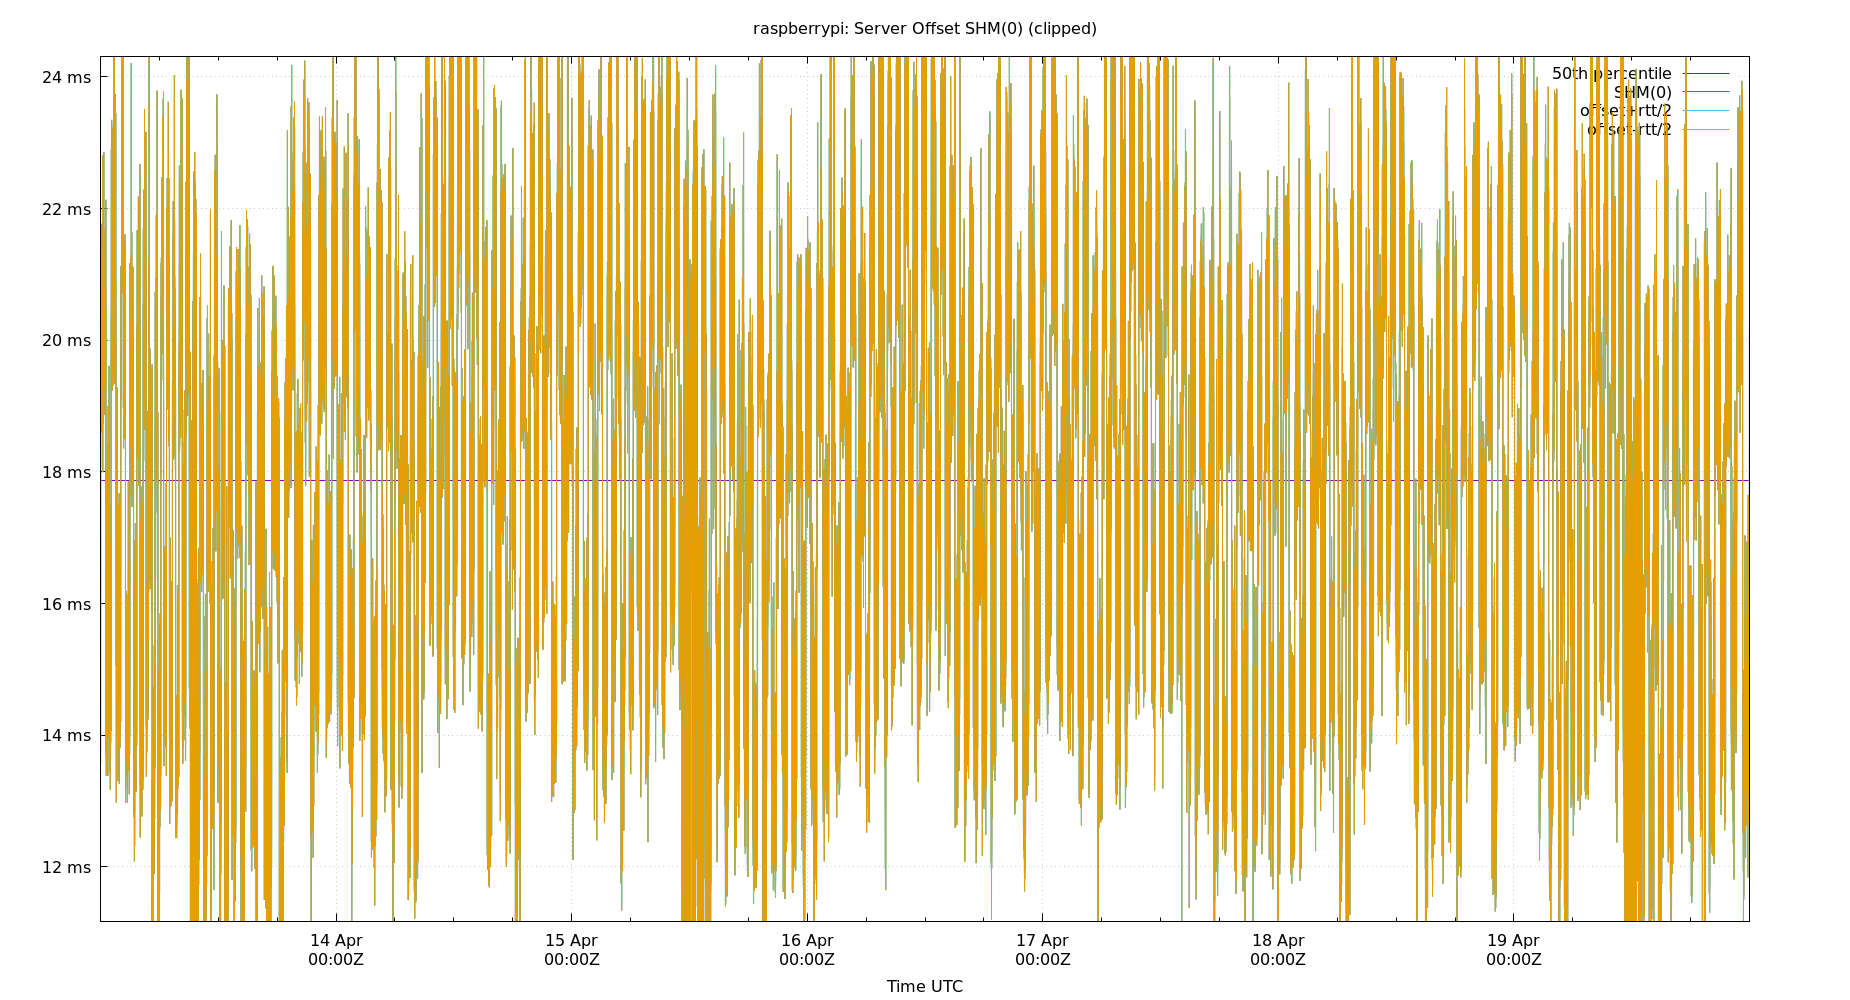 raspberrypi: Server Offset SHM(0) (clipped)
24 ms
22 ms
20 ms
18 ms
16 ms
14 ms
12 ms
50th percentile
SHM(0)
offset+rtt/2
offset-rtt/2
14 Apr
00:00Z
15 Apr
00:00Z
16 Apr
00:00Z
17 Apr
00:00Z
18 Apr
00:00Z
19 Apr
00:00Z
Time UTC